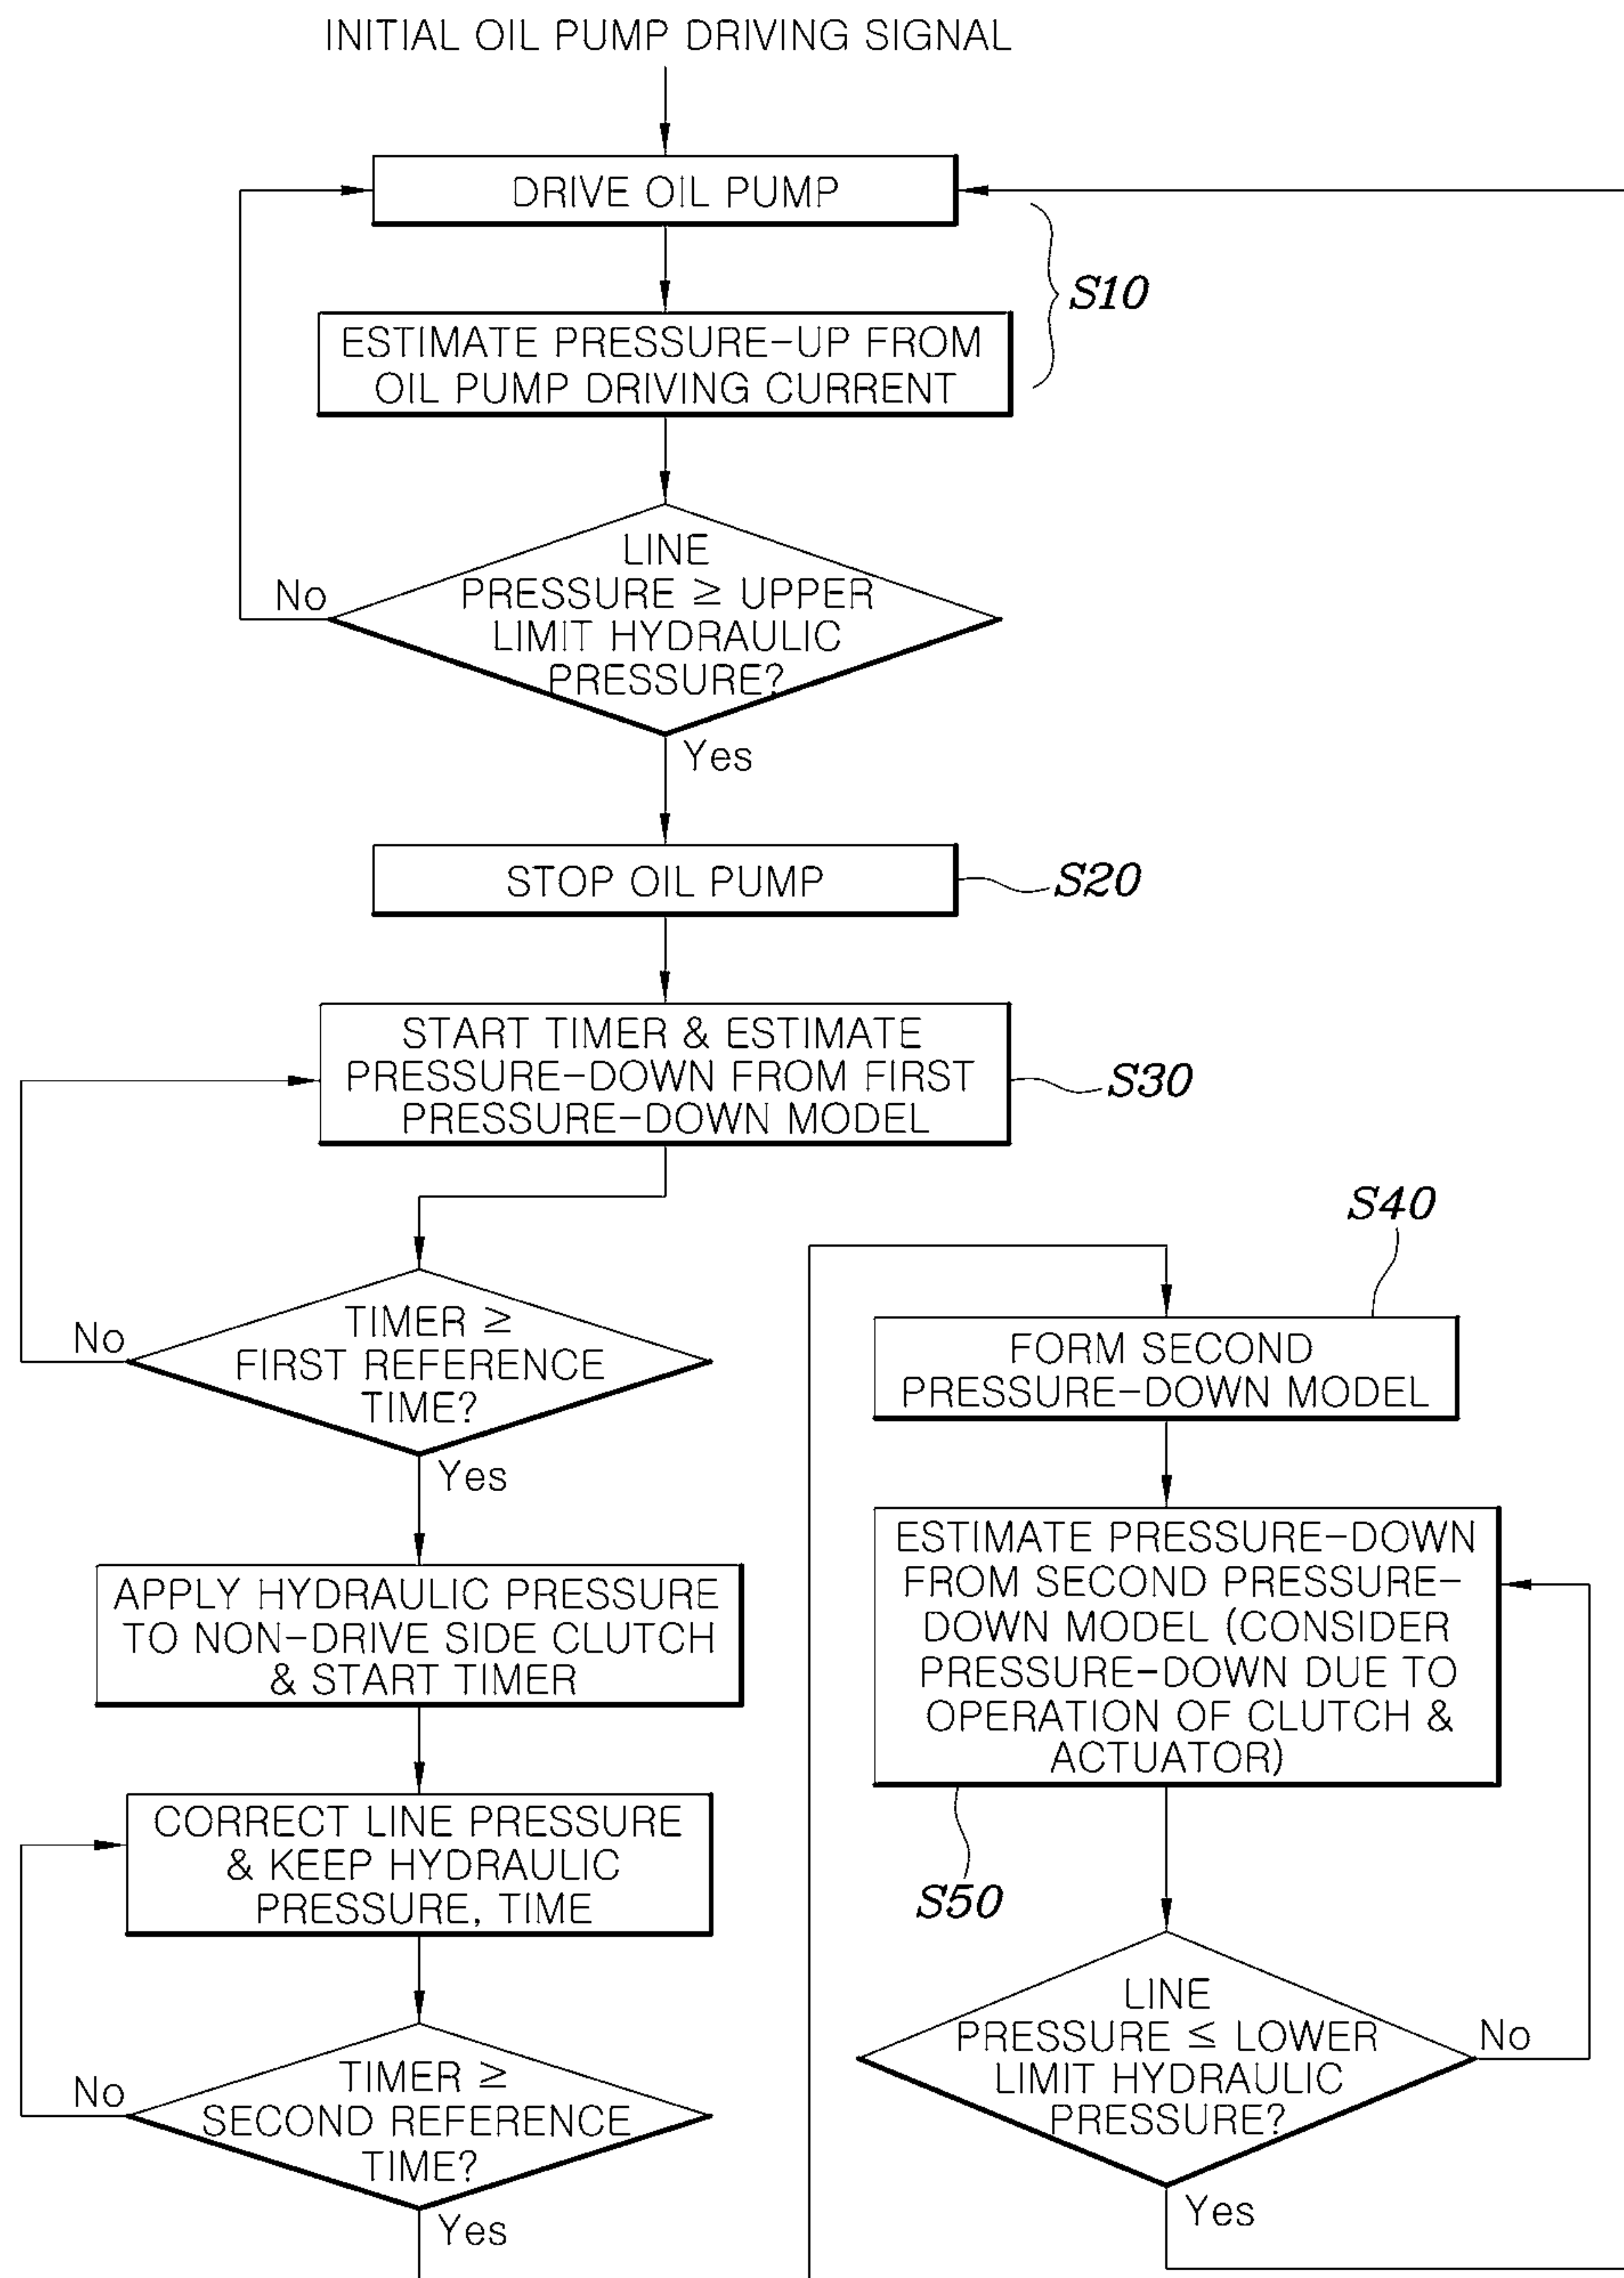 INITIAL OIL PUMP DRIVING SIGNAL
DRIVE OIL PUMP
S10
ESTIMATE PRESSURE-UP FROM
OIL PUMP DRIVING CURRENT
LINE
PRESSURE ≥ UPPER
LIMIT HYDRAULIC
PRESSURE?
No
Yes
STOP OIL PUMP
S20
START TIMER & ESTIMATE
PRESSURE-DOWN FROM FIRST
PRESSURE-DOWN MODEL
S30
TIMER ≥
FIRST REFERENCE
TIME?
No
Yes
APPLY HYDRAULIC PRESSURE
TO NON-DRIVE SIDE CLUTCH
& START TIMER
CORRECT LINE PRESSURE
& KEEP HYDRAULIC
PRESSURE, TIME
TIMER ≥
SECOND REFERENCE
TIME?
No
Yes
S40
FORM SECOND
PRESSURE-DOWN MODEL
ESTIMATE PRESSURE-DOWN
FROM SECOND PRESSURE-
DOWN MODEL (CONSIDER
PRESSURE-DOWN DUE TO
OPERATION OF CLUTCH &
ACTUATOR)
S50
LINE
PRESSURE ≤ LOWER
LIMIT HYDRAULIC
PRESSURE?
No
Yes